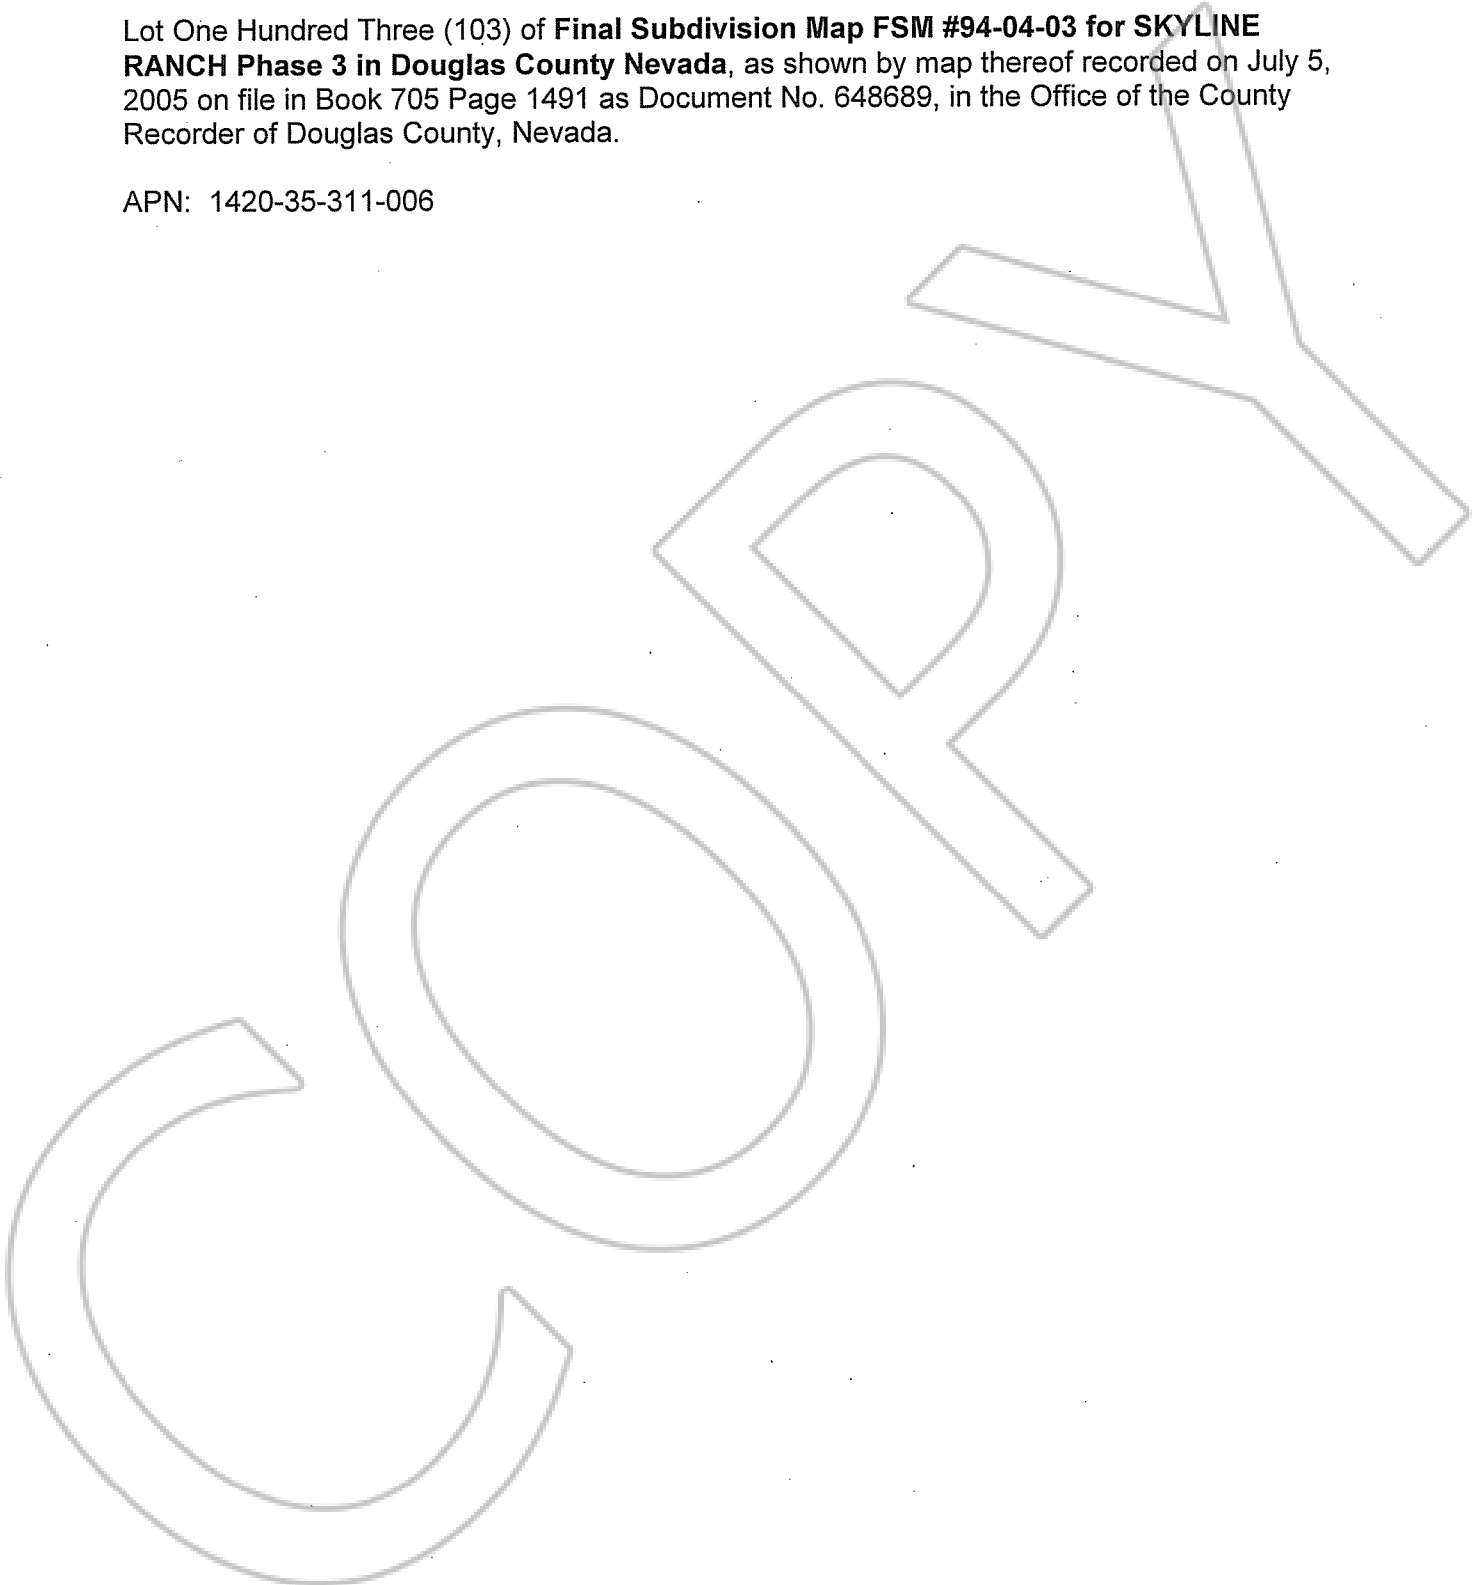 Lot One Hundred Three (103) of Final Subdivision Map FSM #94-04-03 for SKYLINE
RANCH Phase 3 in Douglas County Nevada, as shown by map thereof recorded on July 5,
2005 on file in Book 705 Page 1491 as Document No. 648689, in the Office of the County
Recorder of Douglas County, Nevada.
APN: 1420-35-311-006
COPY